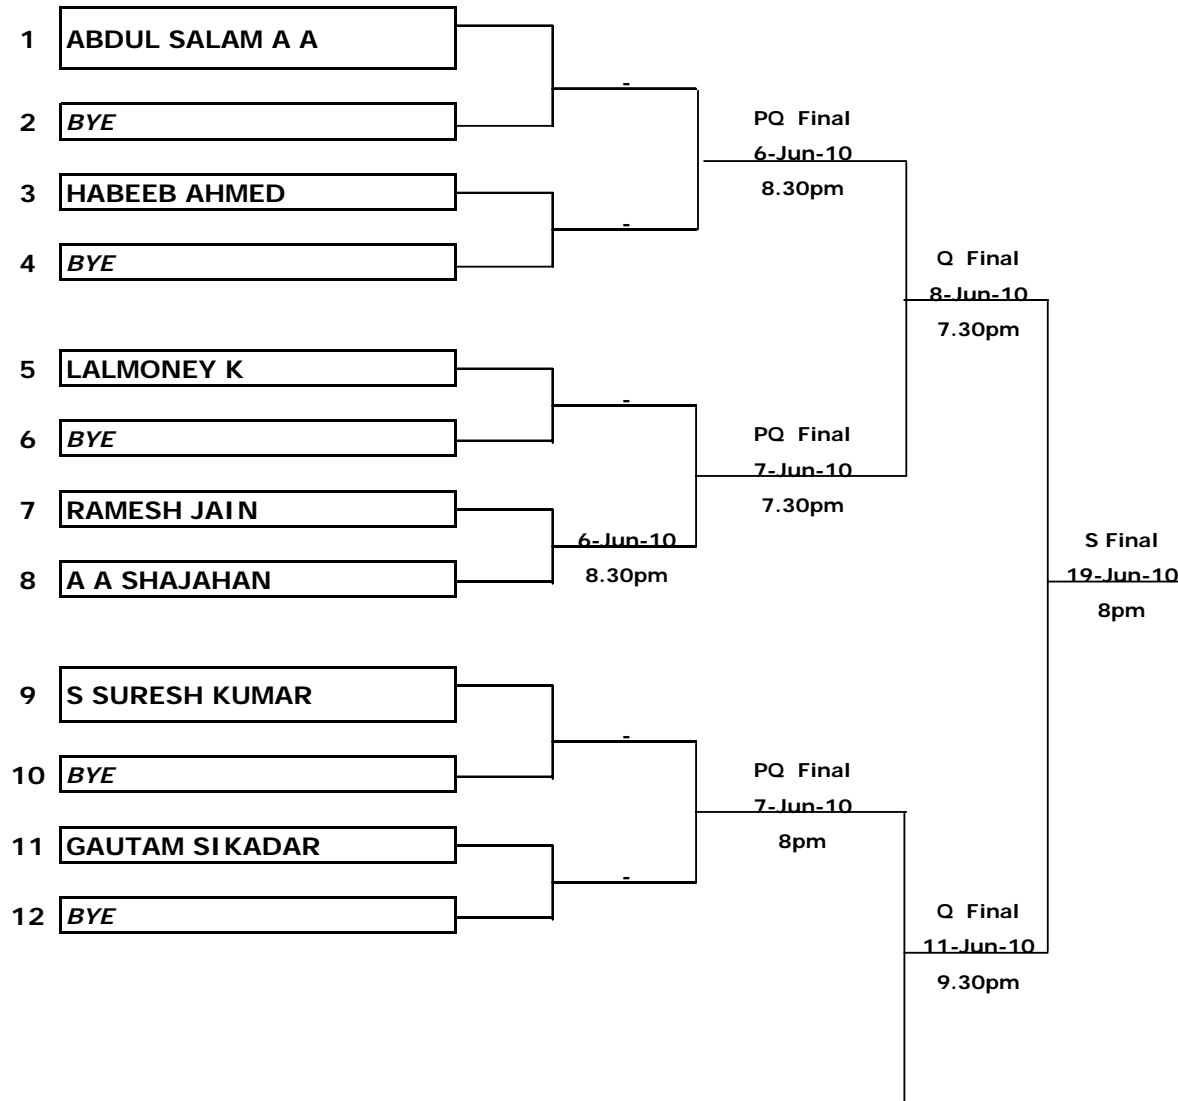 1 ABDUL SALAM A A
-
2 BYE
PQ Final
6-Jun-10
8.30pm
3 HABEEB AHMED
-
4 BYE
Q Final
8-Jun-10
7.30pm
5 LALMONEY K
-
6 BYE
PQ Final
7-Jun-10
7.30pm
7 RAMESH JAIN
6-Jun-10
8.30pm
8 A A SHAJAHAN
S Final
19-Jun-10
8pm
9 S SURESH KUMAR
-
10 BYE
PQ Final
7-Jun-10
8pm
11 GAUTAM SIKADAR
-
12 BYE
Q Final
11-Jun-10
9.30pm